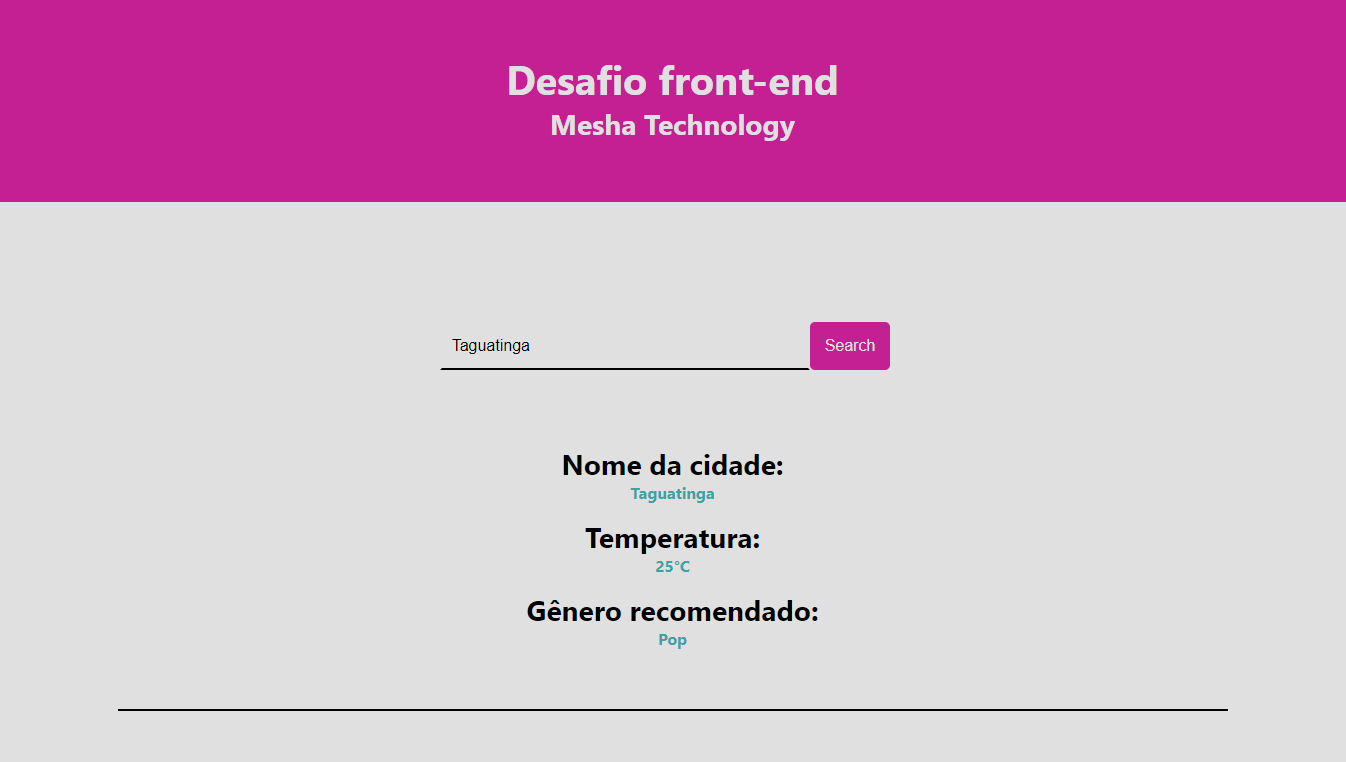 Desafio front-end
Mesha Technology
Taguatinga
Search
Nome da cidade:
Taguatinga
Temperatura:
25°C
Gênero recomendado:
Pop